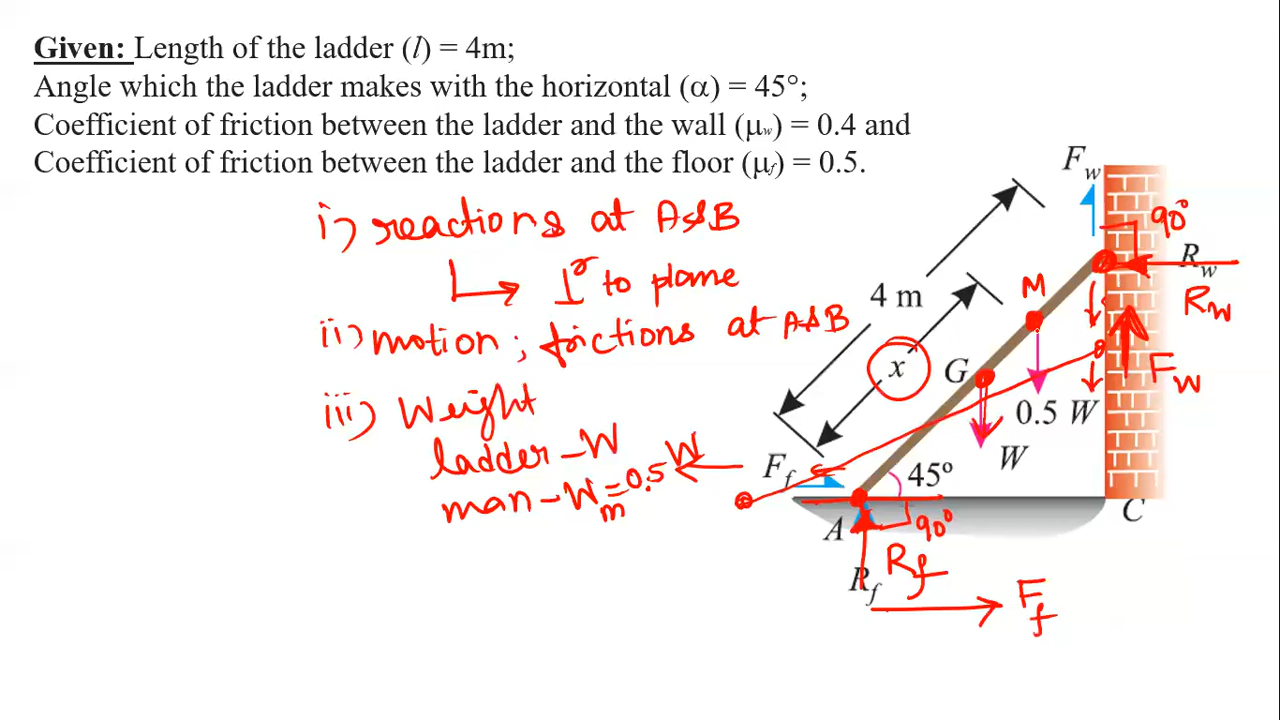 Given: Length of the ladder (l) = 4m;
Angle which the ladder makes with the horizontal (α) = 45°;
Coefficient of friction between the ladder and the wall (μw) = 0.4 and
Coefficient of friction between the ladder and the floor (μf) = 0.5.
i) reactions at A&B
↳ ⊥r to plane
ii) motion; frictions at A&B
iii) Weight
ladder - W
man - Wm = 0.5 W
Fw
90°
Rw
Rw
M
4 m
x
G
Fw
0.5 W
W
Ff
45°
A
90°
C
Rf
Rf
Ff